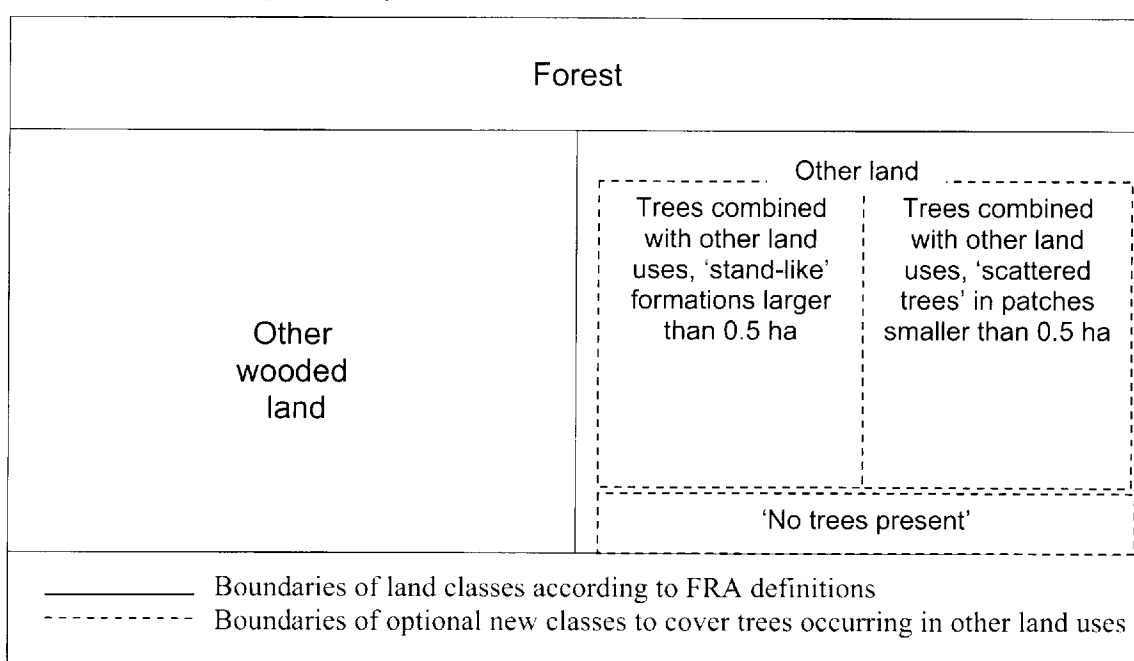 Forest
Other
wooded
land
Other land
Trees combined
with other land
uses, ‘stand-like’
formations larger
than 0.5 ha
Trees combined
with other land
uses, ‘scattered
trees’ in patches
smaller than 0.5 ha
‘No trees present’
Boundaries of land classes according to FRA definitions
Boundaries of optional new classes to cover trees occurring in other land uses